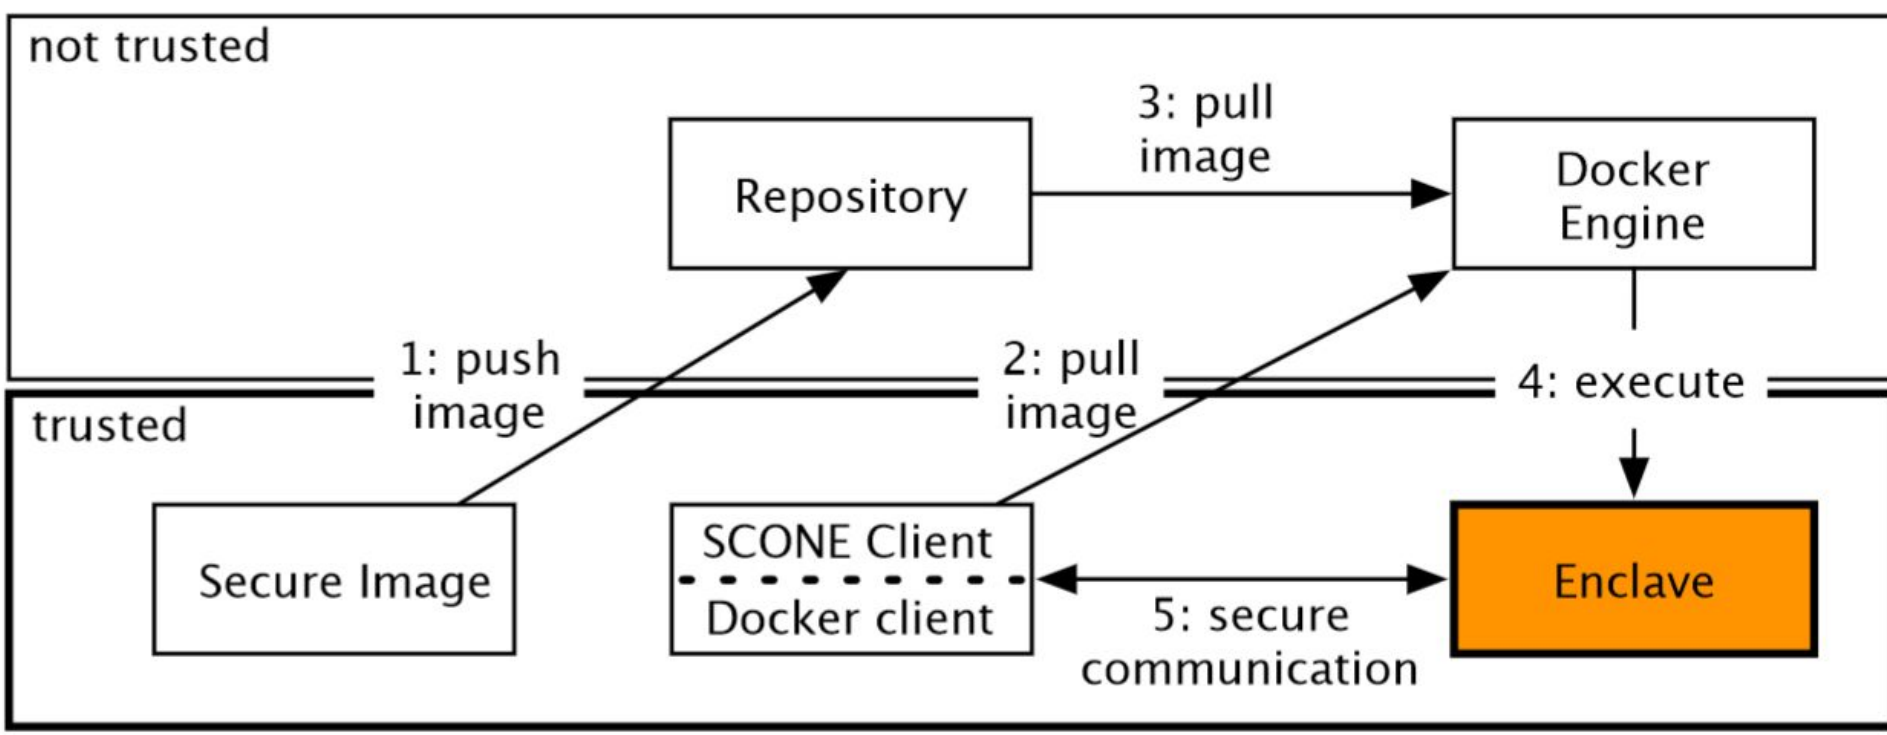 not trusted
3: pull
image
Repository
Docker
Engine
1: push
image
2: pull
image
4: execute
trusted
Secure Image
SCONE Client
Docker client
5: secure
communication
Enclave